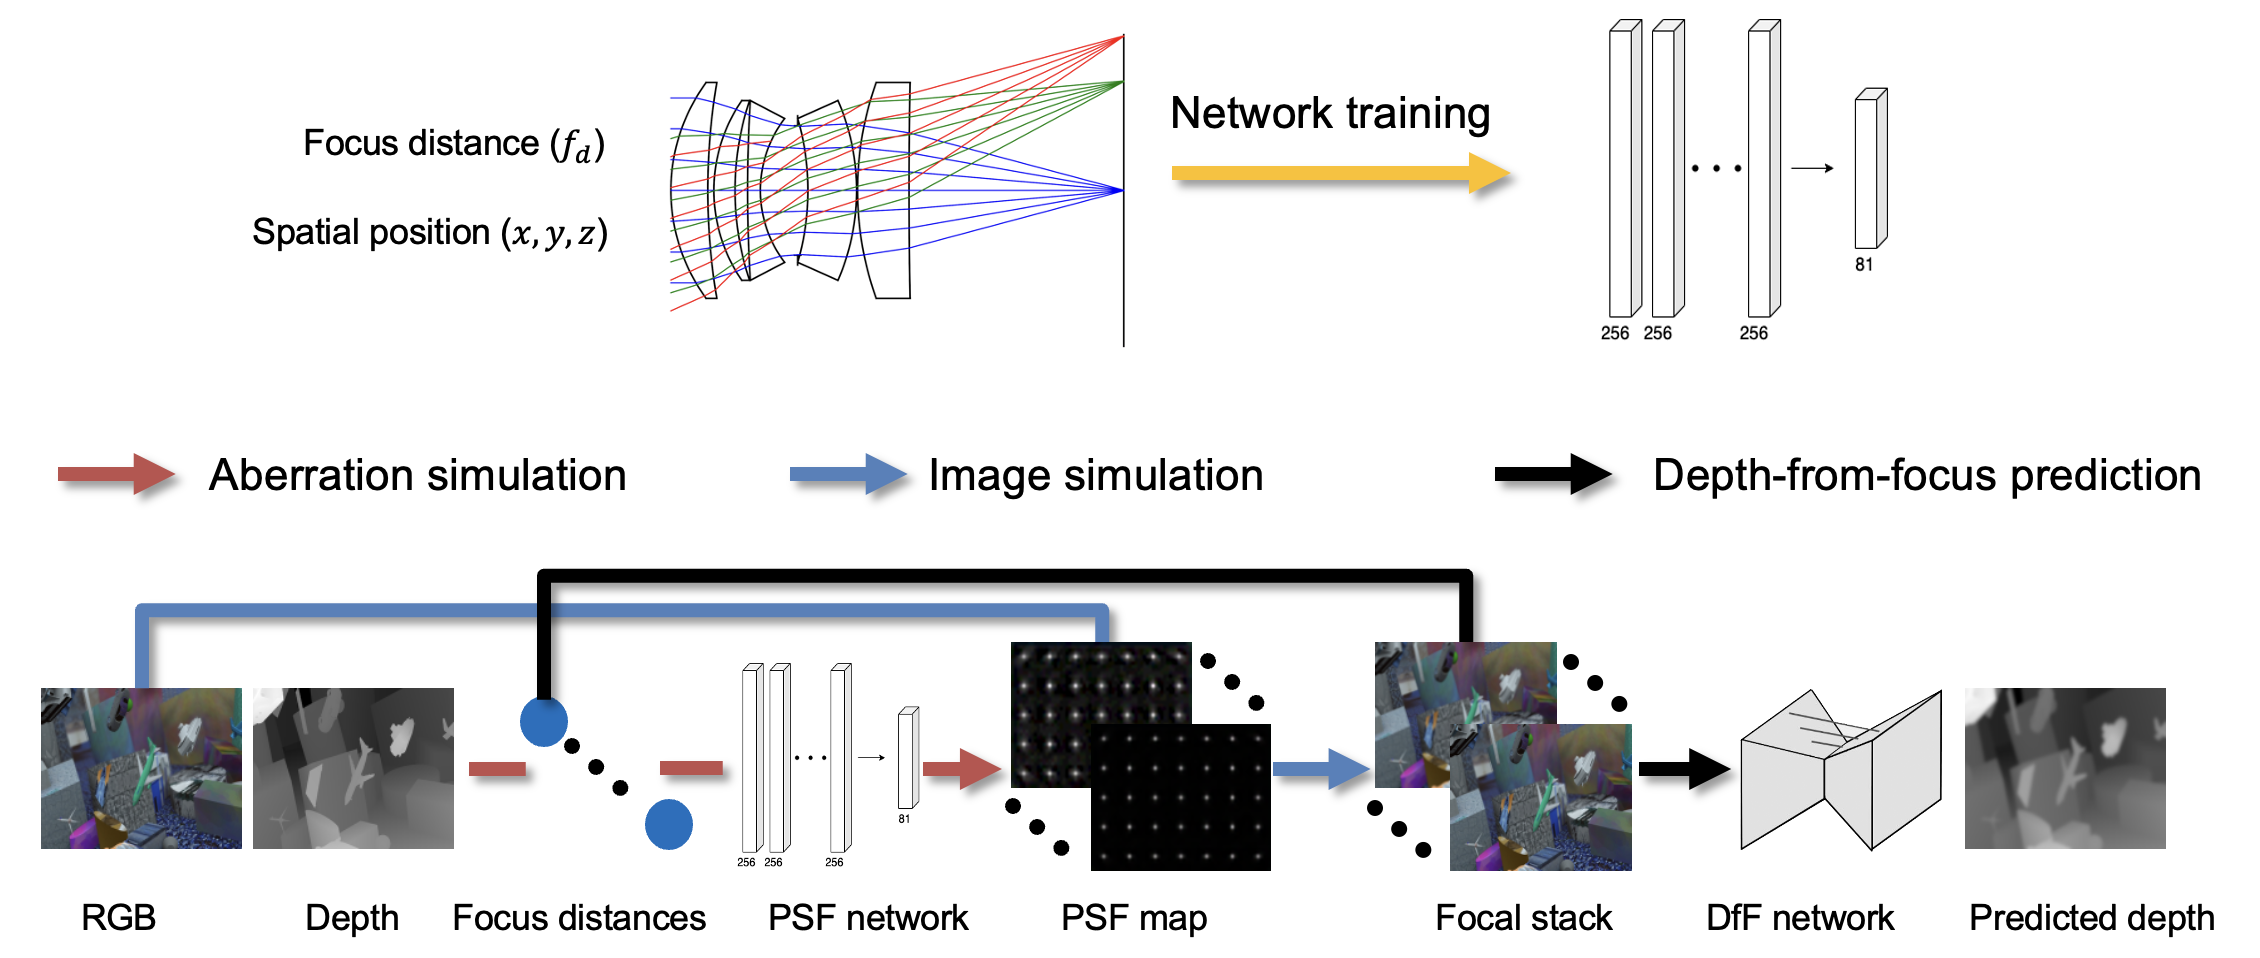 Focus distance (f_d)
Spatial position (x, y, z)
Network training
256 256 256
81
Aberration simulation
Image simulation
Depth-from-focus prediction
256 256 256
81
RGB
Depth
Focus distances
PSF network
PSF map
Focal stack
DfF network
Predicted depth